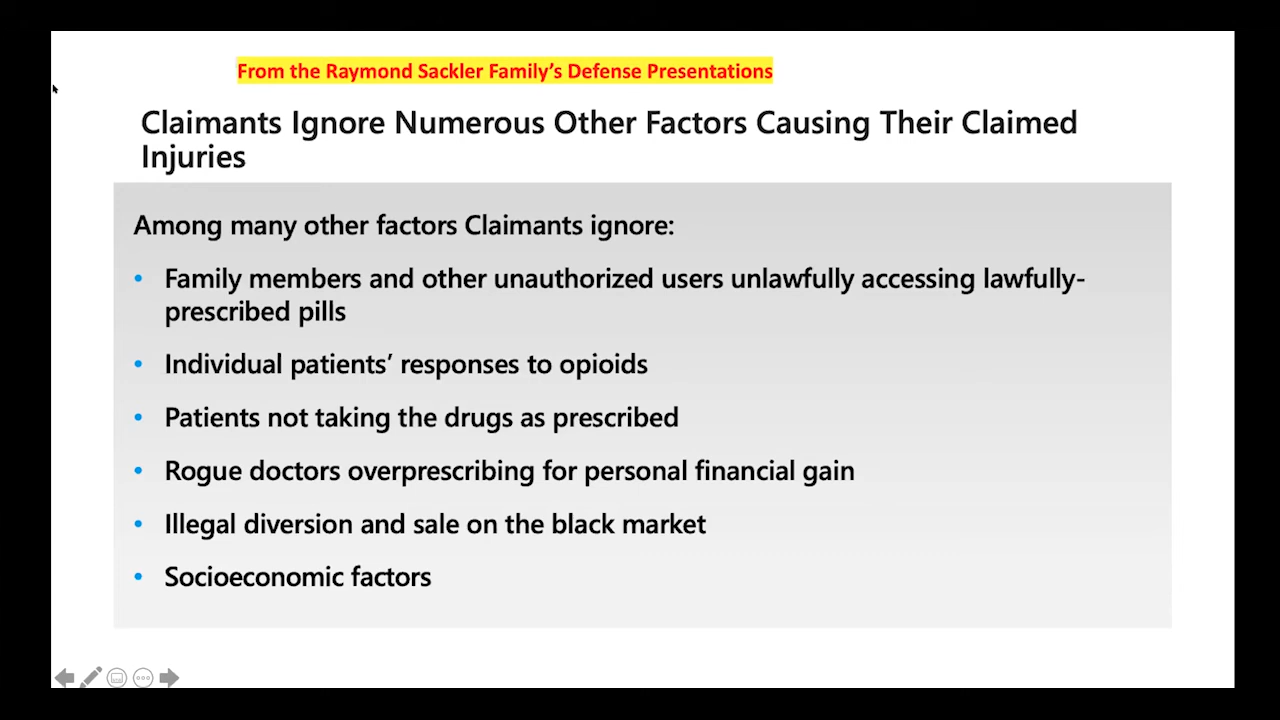 From the Raymond Sackler Family’s Defense Presentations
Claimants Ignore Numerous Other Factors Causing Their Claimed
Injuries
Among many other factors Claimants ignore:
• Family members and other unauthorized users unlawfully accessing lawfully-
prescribed pills
• Individual patients’ responses to opioids
• Patients not taking the drugs as prescribed
• Rogue doctors overprescribing for personal financial gain
• Illegal diversion and sale on the black market
• Socioeconomic factors